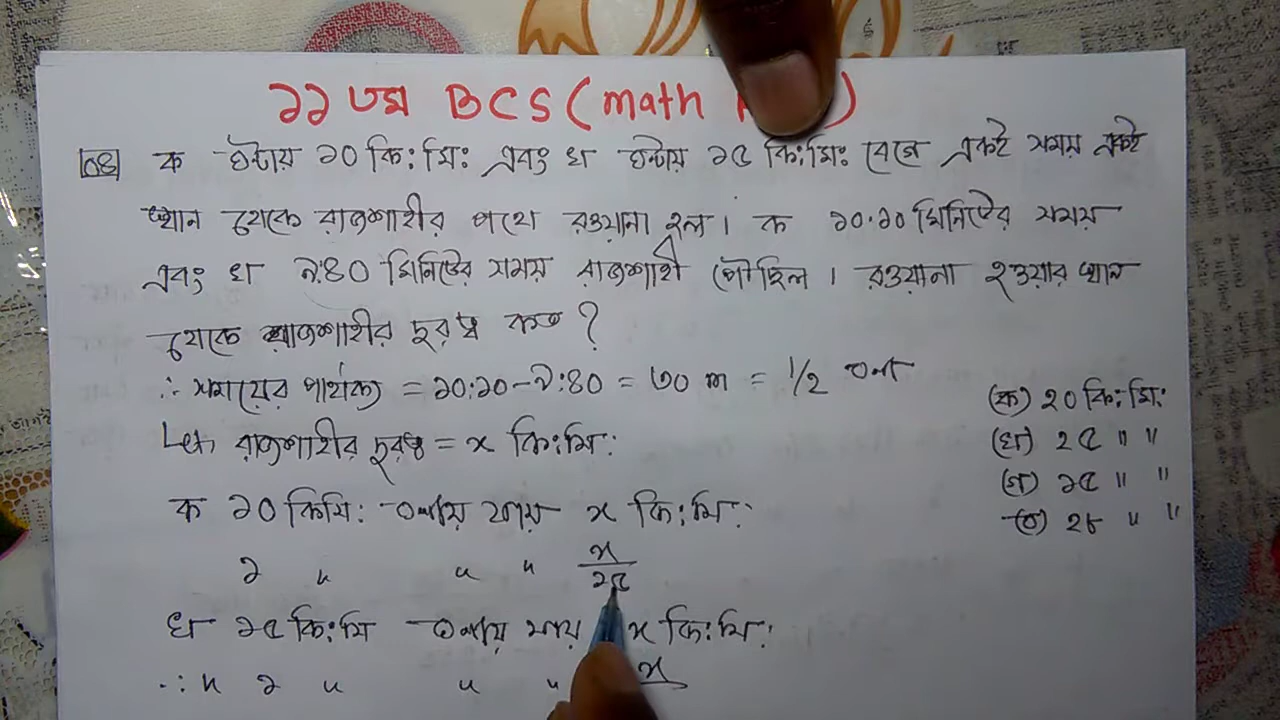 ১১ তম BCS (math )
০৪ ক ঘন্টায় ১০ কি:মি: এবং খ ঘন্টায় ১৫ কি:মি: বেগে একই সময় একই
স্থান থেকে রাজশাহীর পথে রওয়ানা হল। ক ১০.১০ মিনিটের সময়
এবং খ ৯:৪০ মিনিটের সময় রাজশাহী পৌছিল। রওয়ানা হওয়ার স্থান
থেকে রাজশাহীর দূরত্ব কত?
∴ সময়ের পার্থক্য = ১০:১০-৯:৪০ = ৩০ m = 1/2 ঘন্টা
Let রাজশাহীর দূরত্ব = x কি:মি:
ক ১০ কিমি: ঘন্টায় যায় x কি:মি:
১ " " " x/১৫
খ ১৫ কি:মি ঘন্টায় যায় x কি:মি:
∴ " ১ " " " x
(ক) ২০ কি:মি:
(খ) ২৫ " "
(গ) ১৫ " "
(ঘ) ২৮ " "